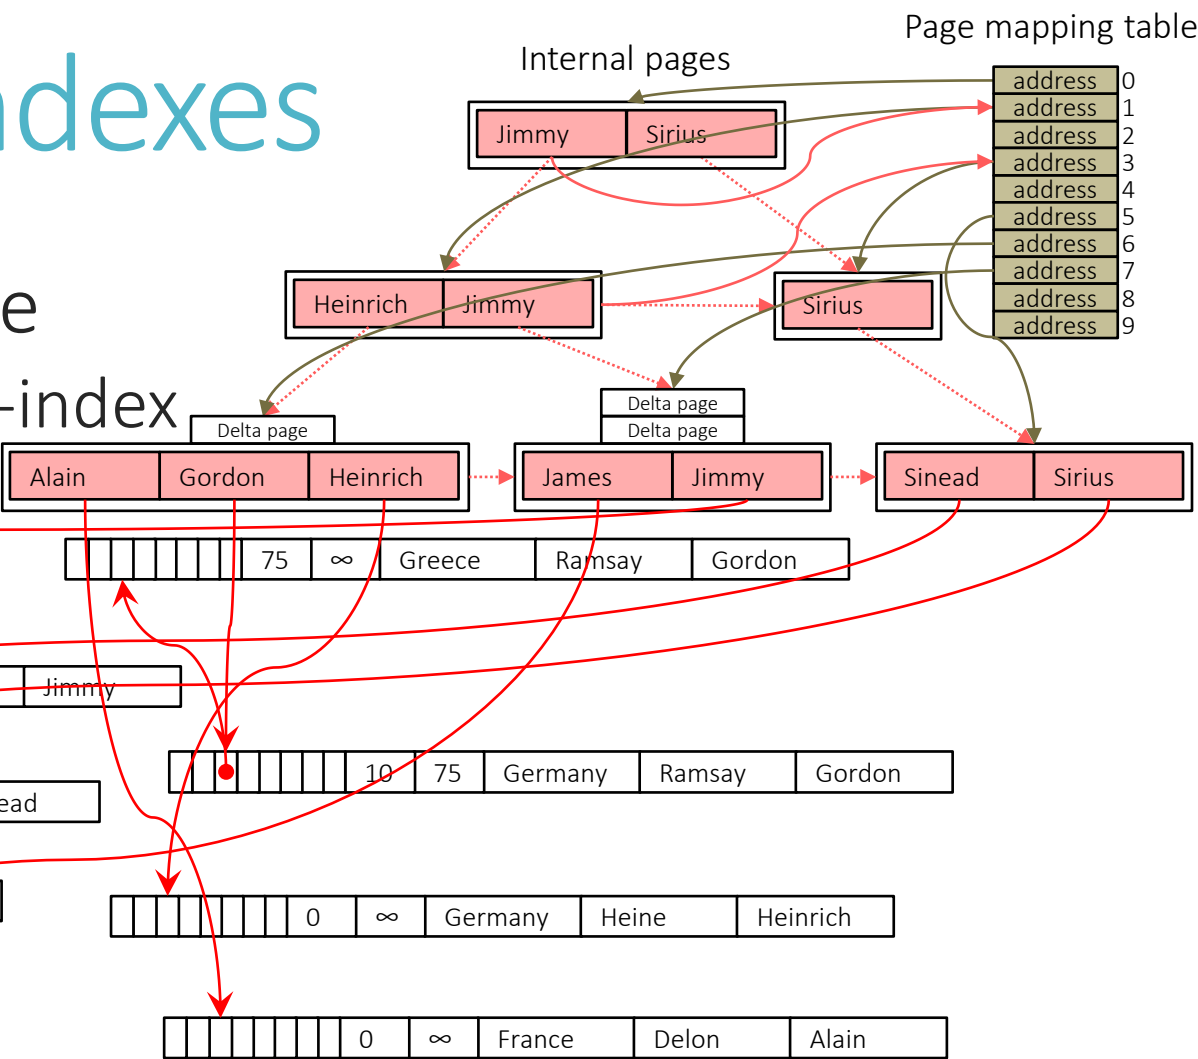 Page mapping table
Internal pages
ndexes
address 0
address 1
address 2
address 3
address 4
address 5
address 6
address 7
address 8
address 9
Jimmy Sirius
e
Heinrich Jimmy
Sirius
-index
Delta page
Delta page
Delta page
Alain Gordon Heinrich
James Jimmy
Sinead Sirius
75 ∞ Greece Ramsay Gordon
Jimmy
10 75 Germany Ramsay Gordon
ead
0 ∞ Germany Heine Heinrich
0 ∞ France Delon Alain